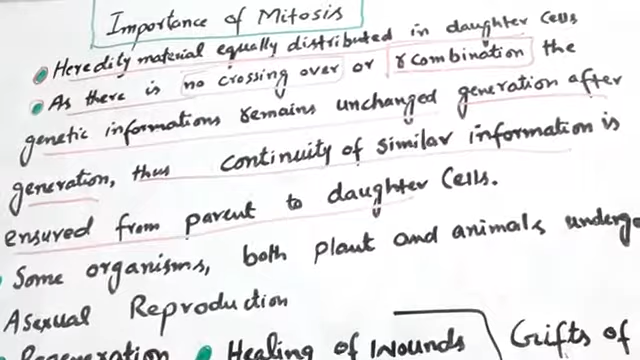 Importance of Mitosis
Heredity material equally distributed in daughter cells
As there is no crossing over or recombination the
genetic informations remains unchanged generation after
generation, thus continuity of similar information is
ensured from parent to daughter cells.
Some organisms, both plant and animals undergo
Asexual Reproduction
Regeneration Healing of Wounds Gifts of